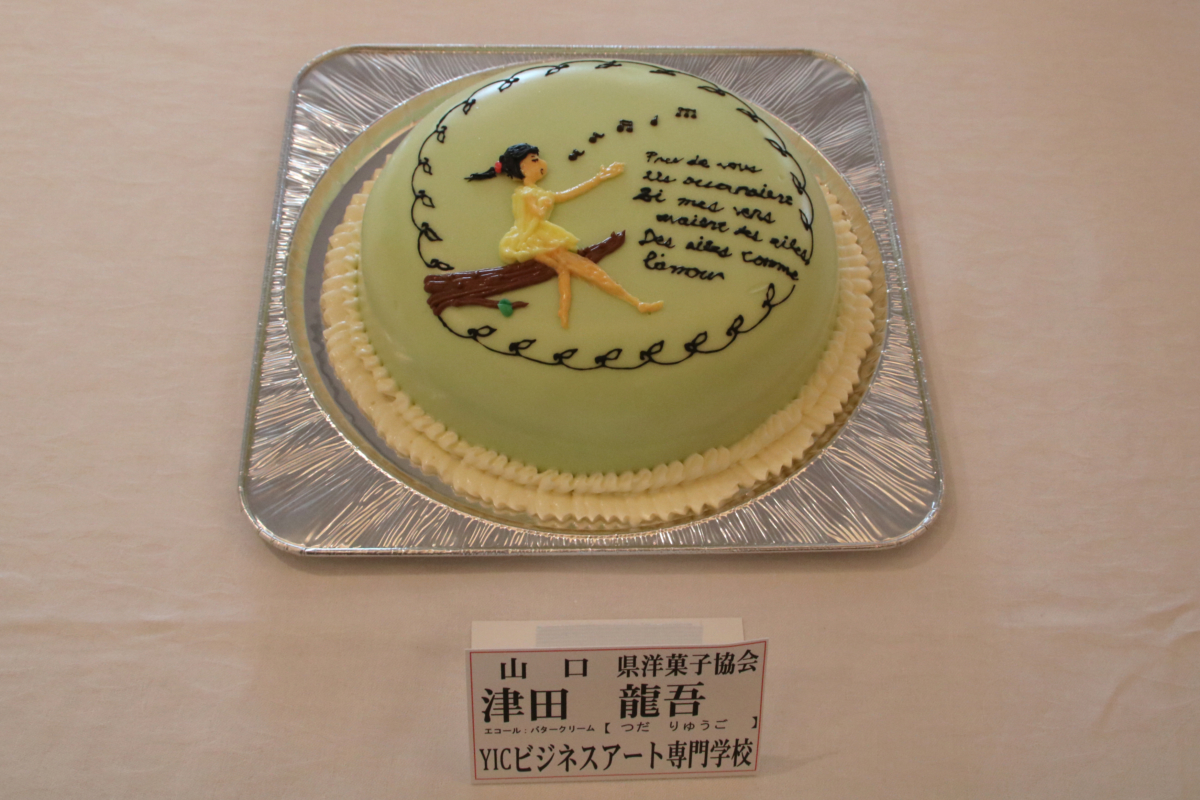 Pres de vous
Si mes vers
des ailes
Des ailes comme
l'amour
山口 県洋菓子協会
津田 龍吾
エコール：バタークリーム【 つだ りゅうご 】
YICビジネスアート専門学校